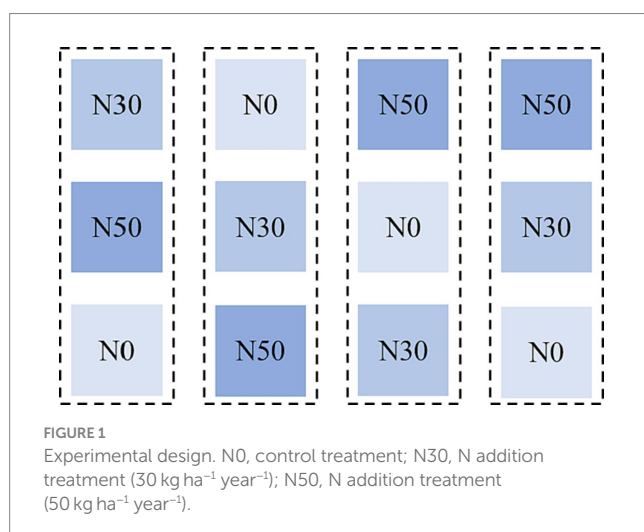 N30 N0 N50 N50
N50 N30 N0 N30
N0 N50 N30 N0
FIGURE 1
Experimental design. N0, control treatment; N30, N addition
treatment (30 kg ha⁻¹ year⁻¹); N50, N addition treatment
(50 kg ha⁻¹ year⁻¹).